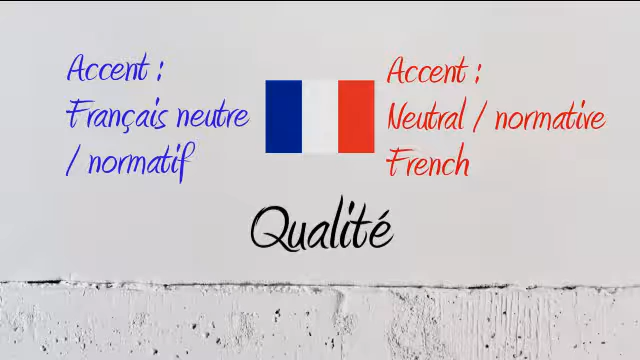 Accent :
Français neutre
/ normatif
Accent :
Neutral / normative
French
Qualité